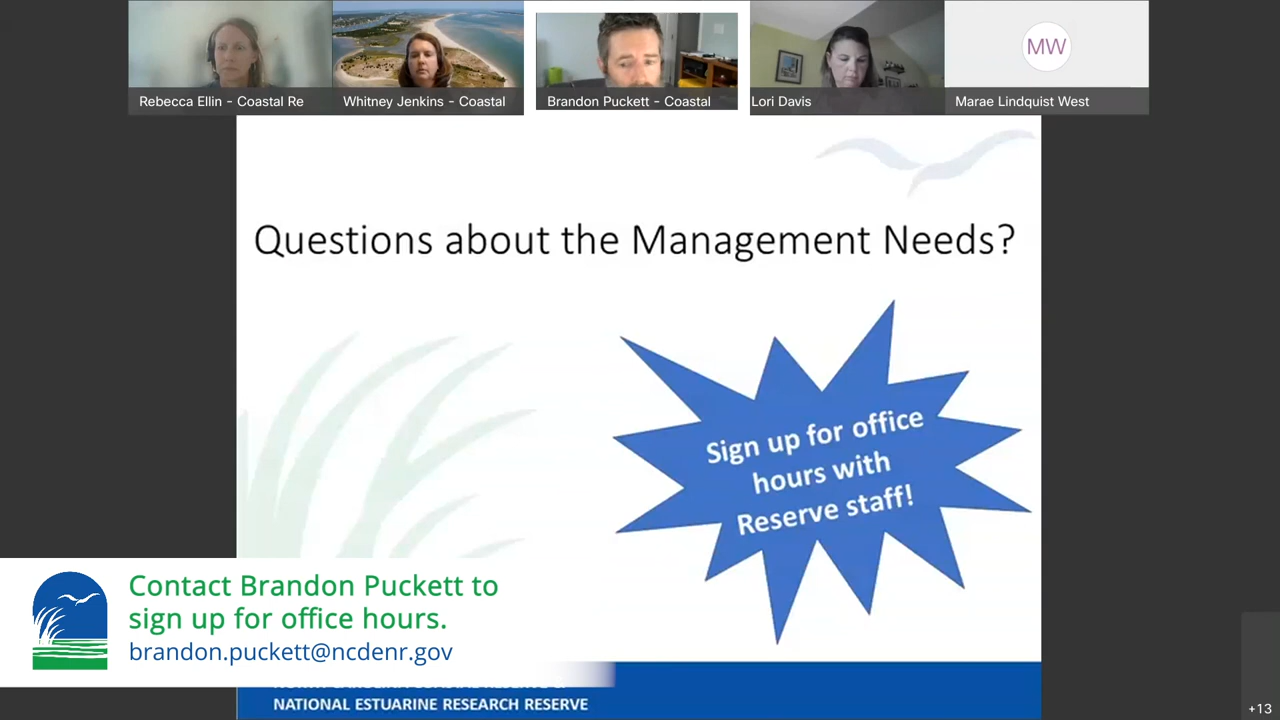 Rebecca Ellin - Coastal Re
Whitney Jenkins - Coastal
Brandon Puckett - Coastal
Lori Davis
MW
Marae Lindquist West
Questions about the Management Needs?
Sign up for office
hours with
Reserve staff!
Contact Brandon Puckett to
sign up for office hours.
brandon.puckett@ncdenr.gov
NATIONAL ESTUARINE RESEARCH RESERVE
+13